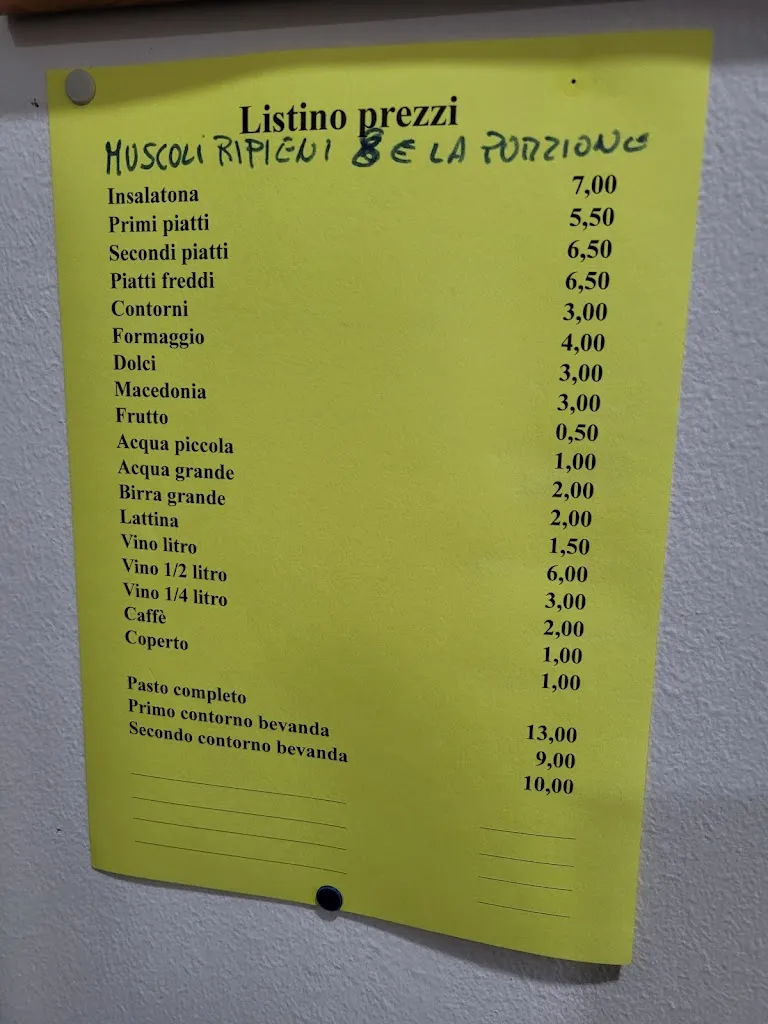 Listino prezzi
MUSCOLI RIPIENI 8 E LA PORZIONE
Insalatona 7,00
Primi piatti 5,50
Secondi piatti 6,50
Piatti freddi 6,50
Contorni 3,00
Formaggio 4,00
Dolci 3,00
Macedonia 3,00
Frutto 0,50
Acqua piccola 1,00
Acqua grande 2,00
Birra grande 2,00
Lattina 1,50
Vino litro 6,00
Vino 1/2 litro 3,00
Vino 1/4 litro 2,00
Caffè 1,00
Coperto 1,00
Pasto completo 13,00
Primo contorno bevanda 9,00
Secondo contorno bevanda 10,00